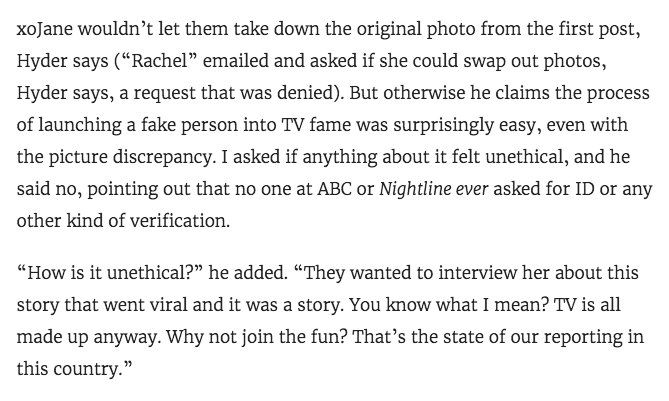 xoJane wouldn’t let them take down the original photo from the first post,
Hyder says (“Rachel” emailed and asked if she could swap out photos,
Hyder says, a request that was denied). But otherwise he claims the process
of launching a fake person into TV fame was surprisingly easy, even with
the picture discrepancy. I asked if anything about it felt unethical, and he
said no, pointing out that no one at ABC or Nightline ever asked for ID or any
other kind of verification.
“How is it unethical?” he added. “They wanted to interview her about this
story that went viral and it was a story. You know what I mean? TV is all
made up anyway. Why not join the fun? That’s the state of our reporting in
this country.”